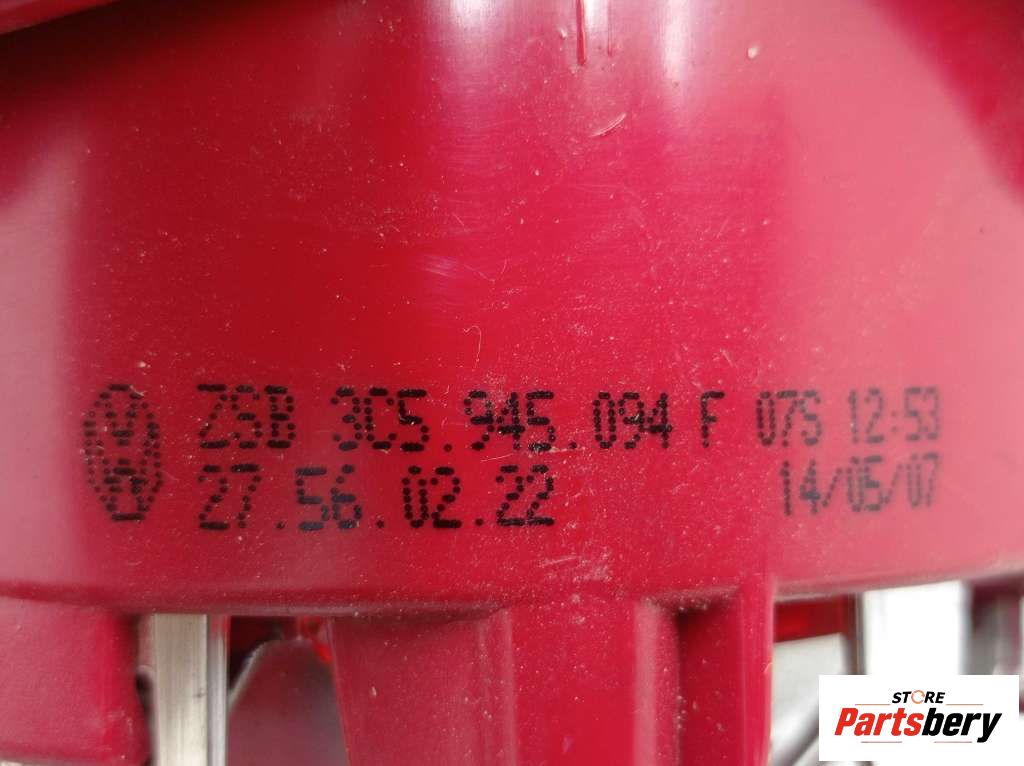 ZSB 3C5.945.094 F 07S 12:53
27.56.02.22 14/05/07
STORE
Partsbery